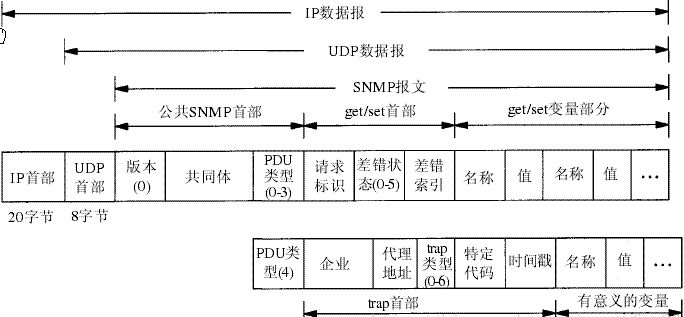 IP数据报
UDP数据报
SNMP报文
公共SNMP首部 get/set首部 get/set变量部分
IP首部 UDP首部 版本(0) 共同体 PDU类型(0-3) 请求标识 差错状态(0-5) 差错索引 名称 值 名称 值 …
20字节 8字节
PDU类型(4) 企业 代理地址 trap类型(0-6) 特定代码 时间戳 名称 值 …
trap首部 有意义的变量